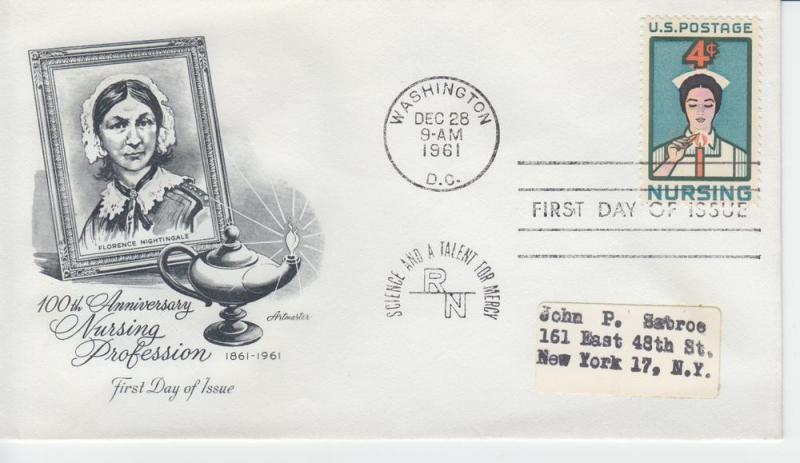 FLORENCE NIGHTINGALE
100th Anniversary
Nursing
Profession 1861-1961
First Day of Issue
Artmaster
WASHINGTON
DEC 28
9-AM
1961
D.C.
SCIENCE AND A TALENT FOR MERCY
RN
U.S. POSTAGE
4¢
NURSING
FIRST DAY OF ISSUE
John P. Sabroe
161 East 48th St.
New York 17, N.Y.